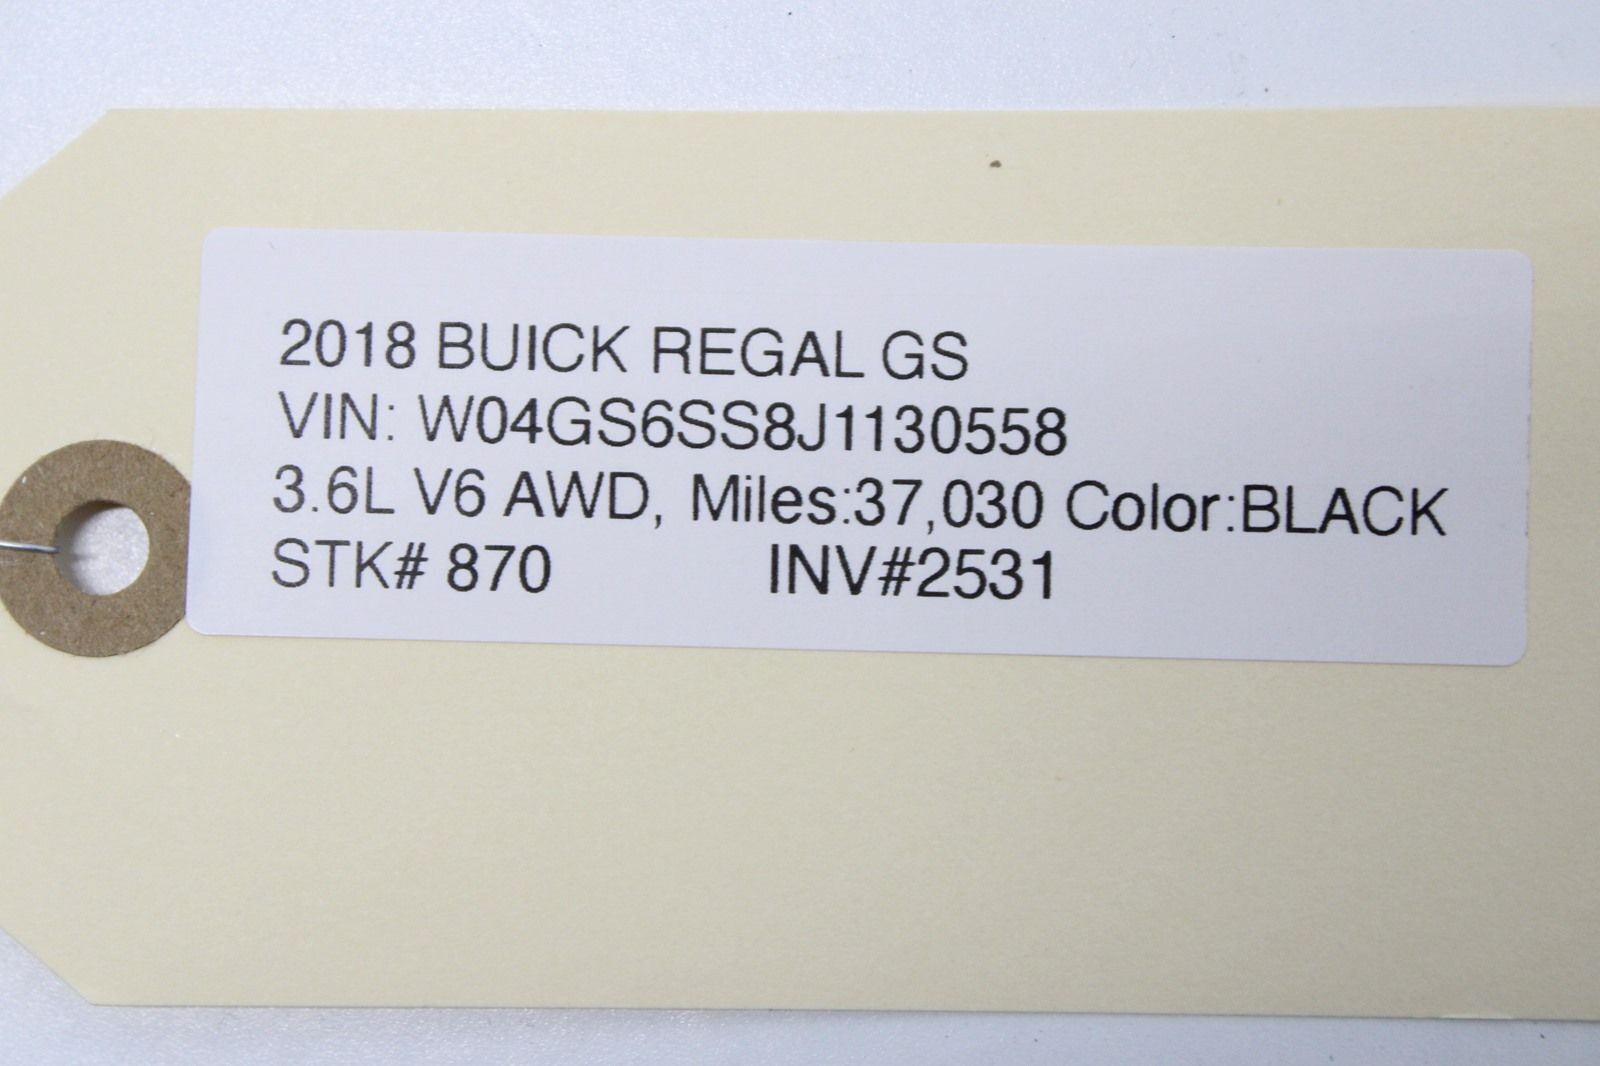 2018 BUICK REGAL GS
VIN: W04GS6SS8J1130558
3.6L V6 AWD, Miles:37,030 Color:BLACK
STK# 870 INV#2531